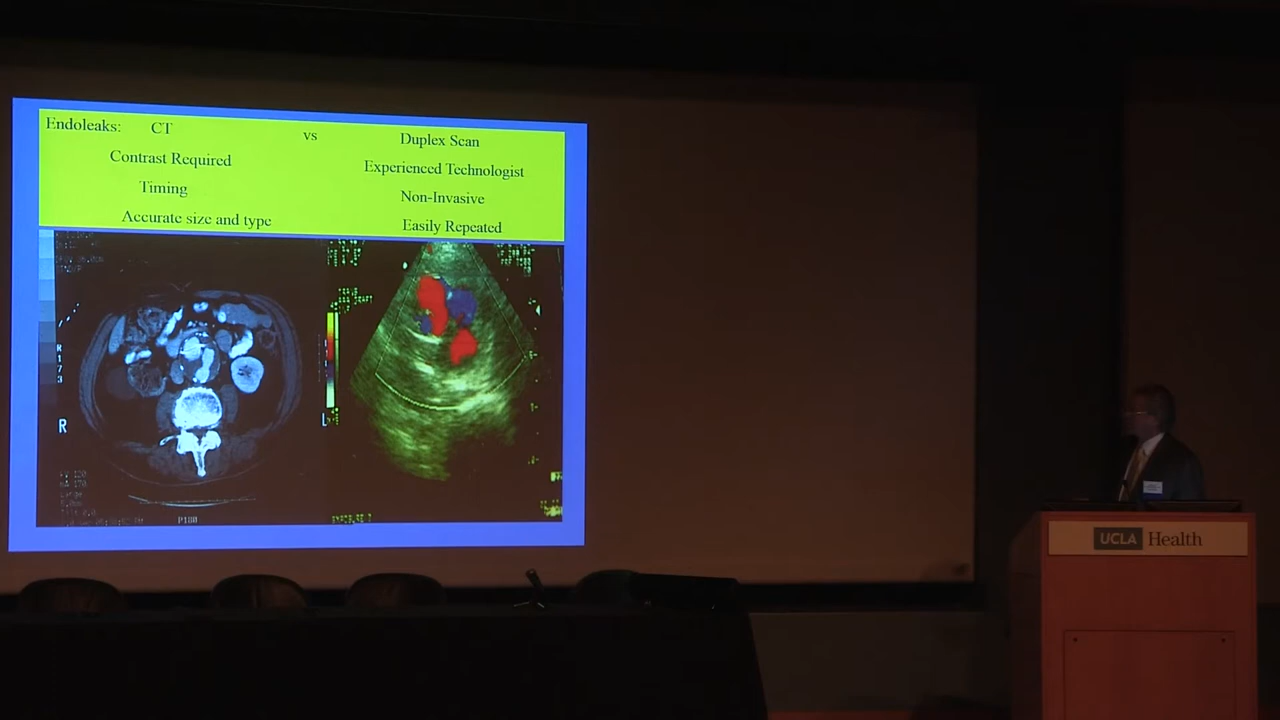 Endoleaks: CT vs Duplex Scan
Contrast Required Experienced Technologist
Timing Non-Invasive
Accurate size and type Easily Repeated
R
L
P180
UCLA Health